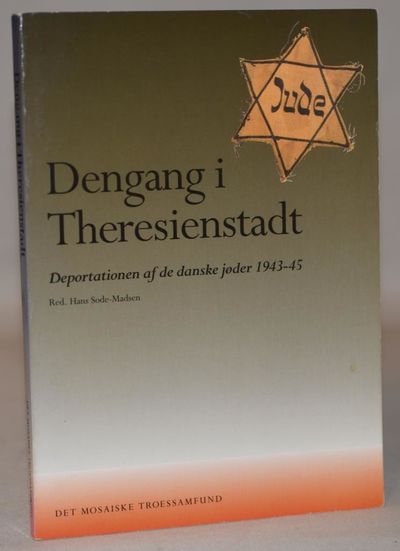 Jude
Dengang i
Theresienstadt
Deportationen af de danske jøder 1943-45
Red. Hans Sode-Madsen
DET MOSAISKE TROESSAMFUND